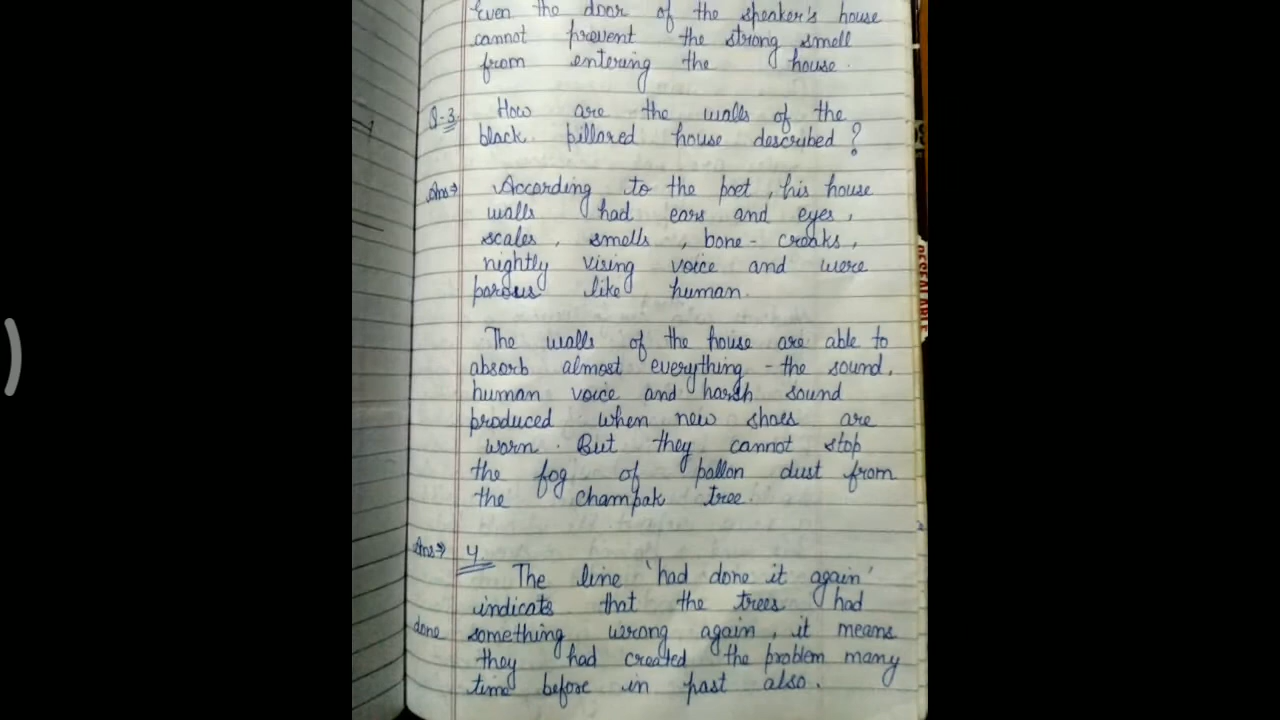 Even the door of the speaker's house
cannot prevent the strong smell
from entering the house.
Q-3. How are the walls of the
black pillared house described?
Ans⇒ According to the poet, his house
walls had ears and eyes,
scales, smells, bone-creaks,
nightly vising voice and were
porous like human.
The walls of the house are able to
absorb almost everything - the sound,
human voice and harsh sound
produced when new shoes are
worn. But they cannot stop
the fog of pollon dust from
the champak tree.
Ans⇒ 4.
The line 'had done it again'
indicats that the trees had
done something wrong again, it means
they had created the problem many
time before in past also.